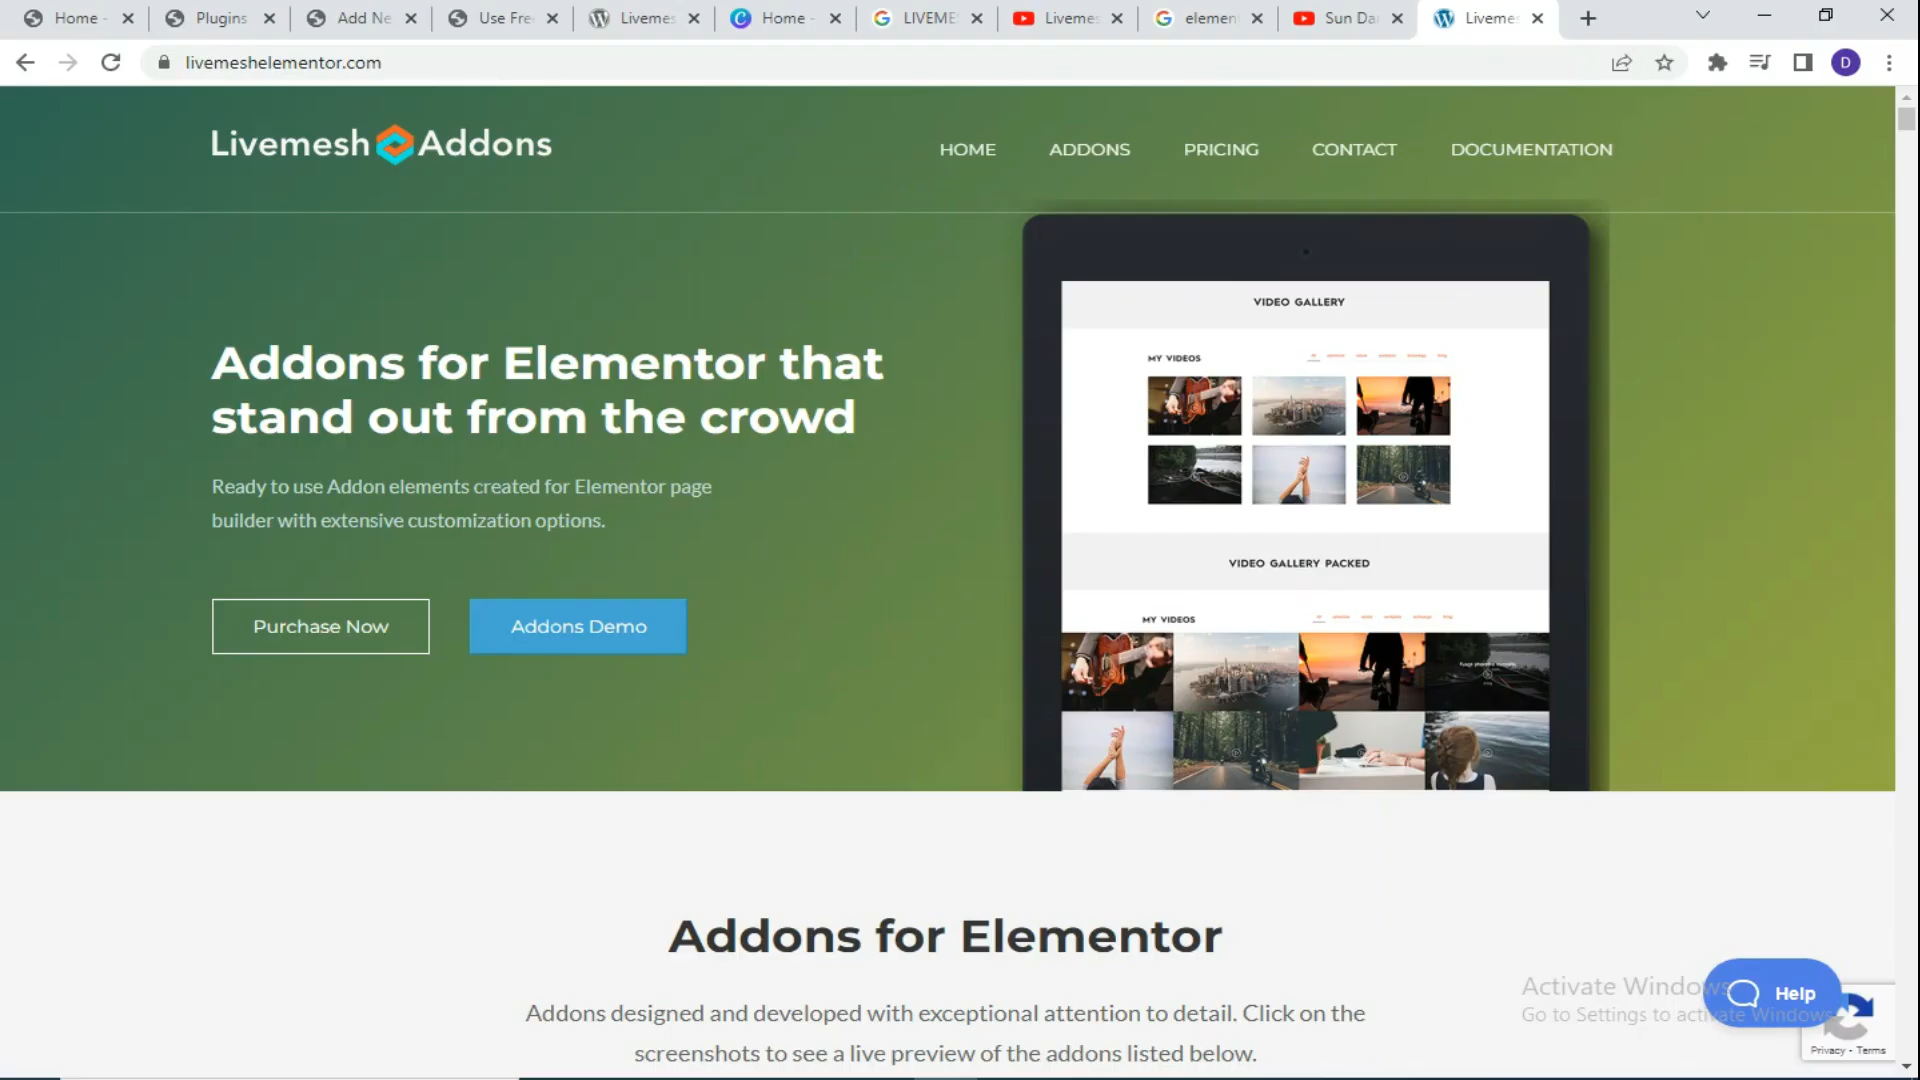 Home -
Plugins
Add Ne
Use Fre
Livemes
Home -
LIVEME
Livemes
elemen
Sun Da
Livemes
livemeshelementor.com
D
Livemesh Addons
HOME
ADDONS
PRICING
CONTACT
DOCUMENTATION
Addons for Elementor that
stand out from the crowd
Ready to use Addon elements created for Elementor page
builder with extensive customization options.
Purchase Now
Addons Demo
VIDEO GALLERY
MY VIDEOS
VIDEO GALLERY PACKED
MY VIDEOS
Addons for Elementor
Addons designed and developed with exceptional attention to detail. Click on the
screenshots to see a live preview of the addons listed below.
Activate Windows
Go to Settings to activate Windows.
Help
Privacy - Terms